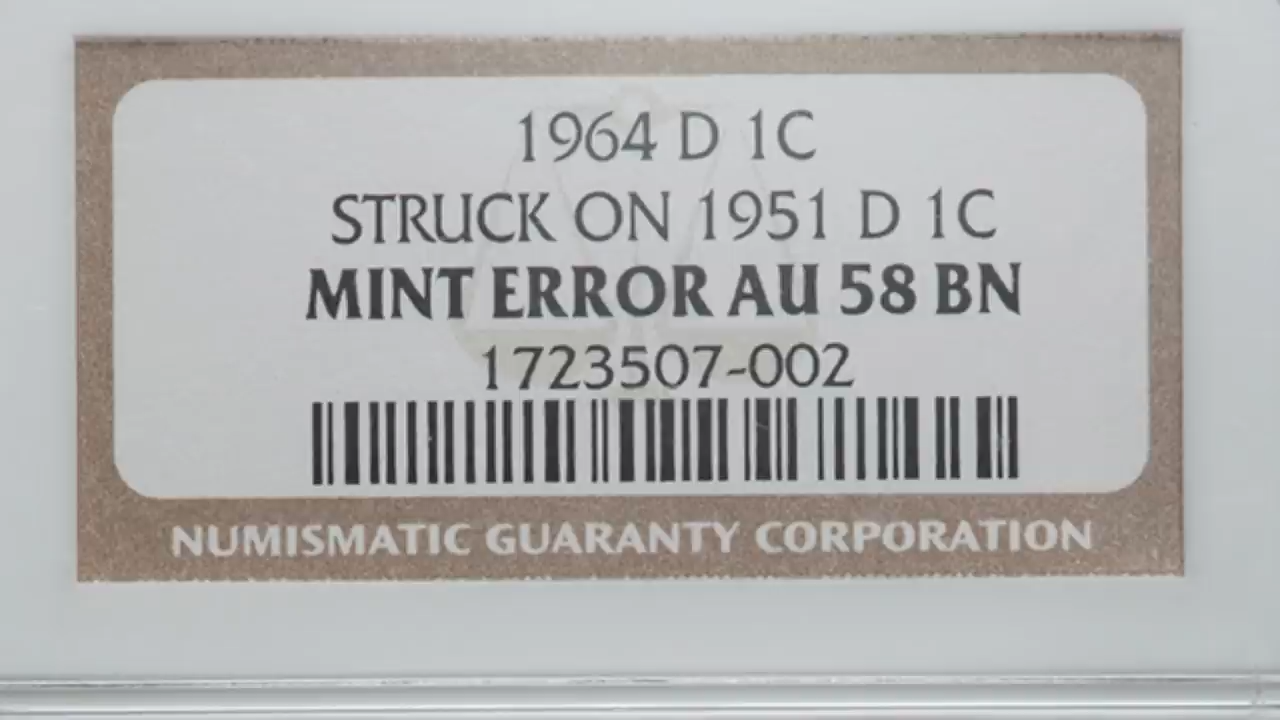 1964 D 1C
STRUCK ON 1951 D 1C
MINT ERROR AU 58 BN
1723507-002
NUMISMATIC GUARANTY CORPORATION